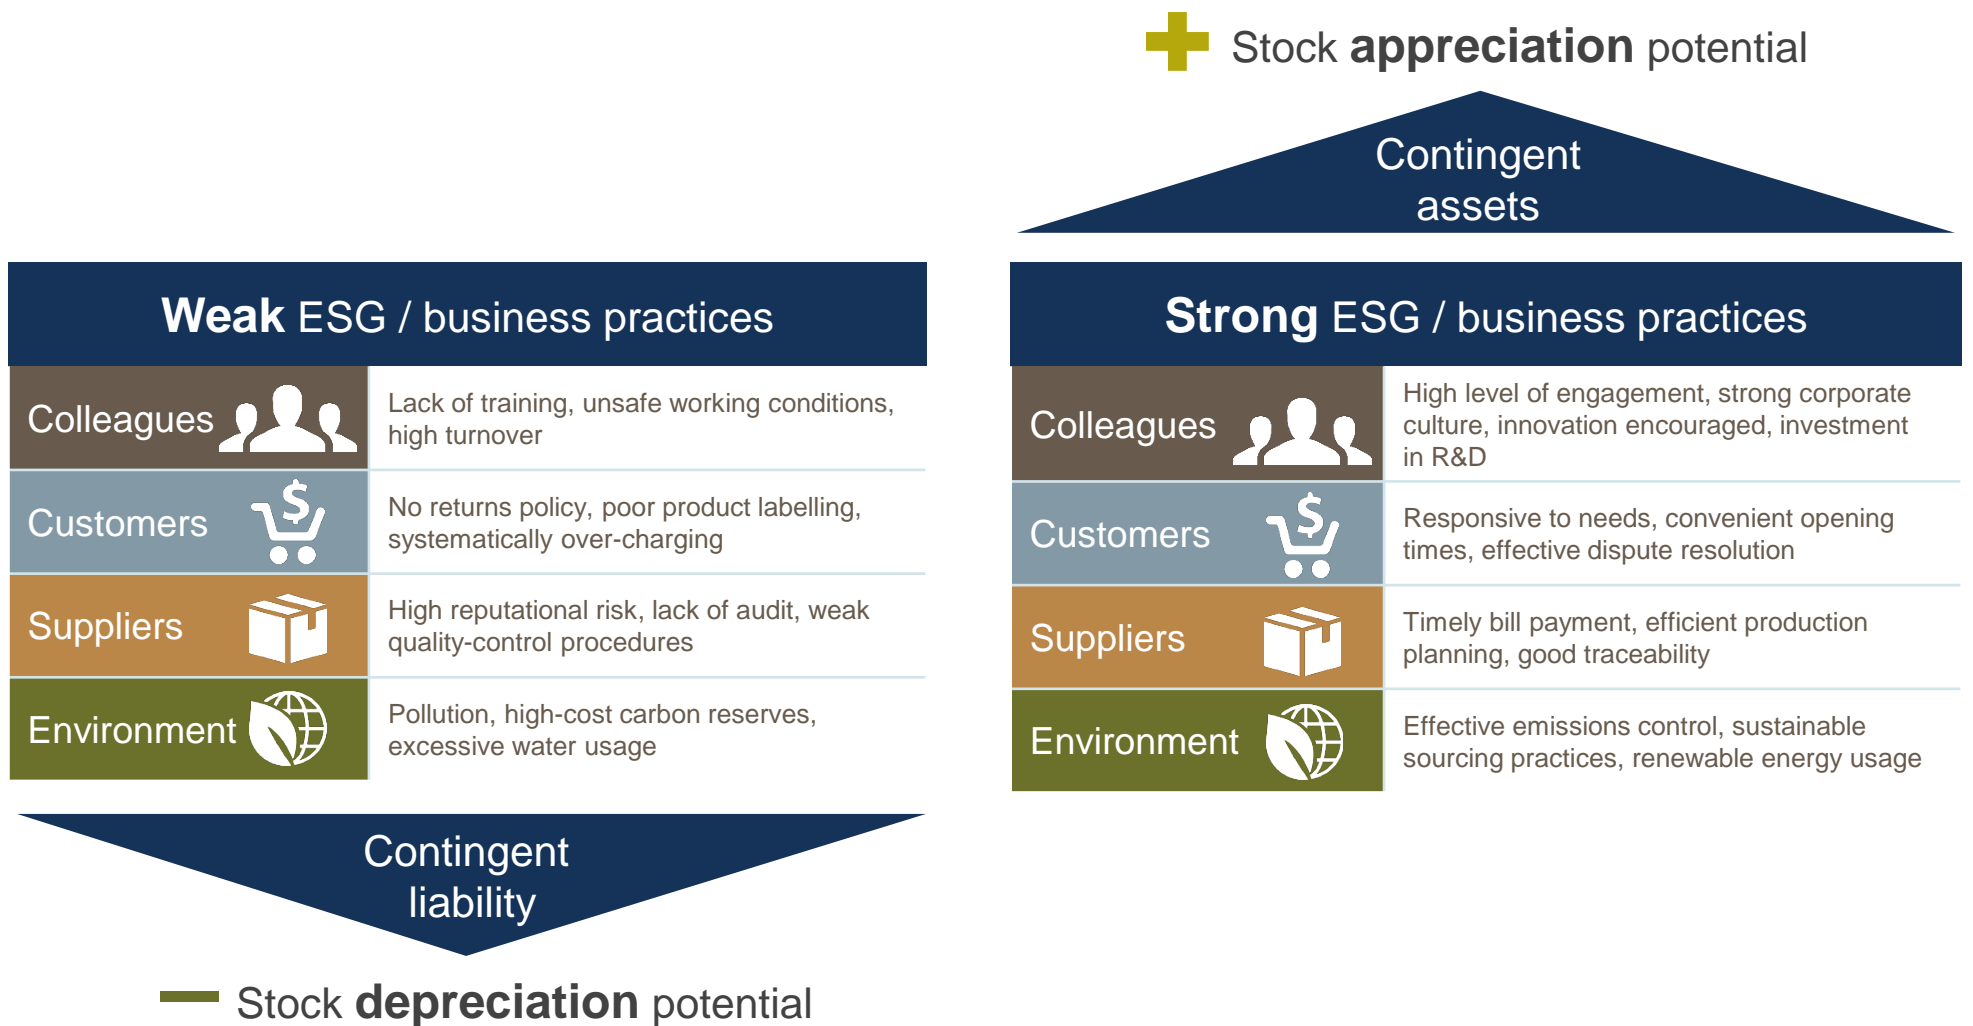 Stock appreciation potential
Contingent
assets
Weak ESG / business practices
Colleagues
Lack of training, unsafe working conditions,
high turnover
Customers
$
No returns policy, poor product labelling,
systematically over-charging
Suppliers
High reputational risk, lack of audit, weak
quality-control procedures
Environment
Pollution, high-cost carbon reserves,
excessive water usage
Contingent
liability
Stock depreciation potential
Strong ESG / business practices
Colleagues
High level of engagement, strong corporate
culture, innovation encouraged, investment
in R&D
Customers
$
Responsive to needs, convenient opening
times, effective dispute resolution
Suppliers
Timely bill payment, efficient production
planning, good traceability
Environment
Effective emissions control, sustainable
sourcing practices, renewable energy usage